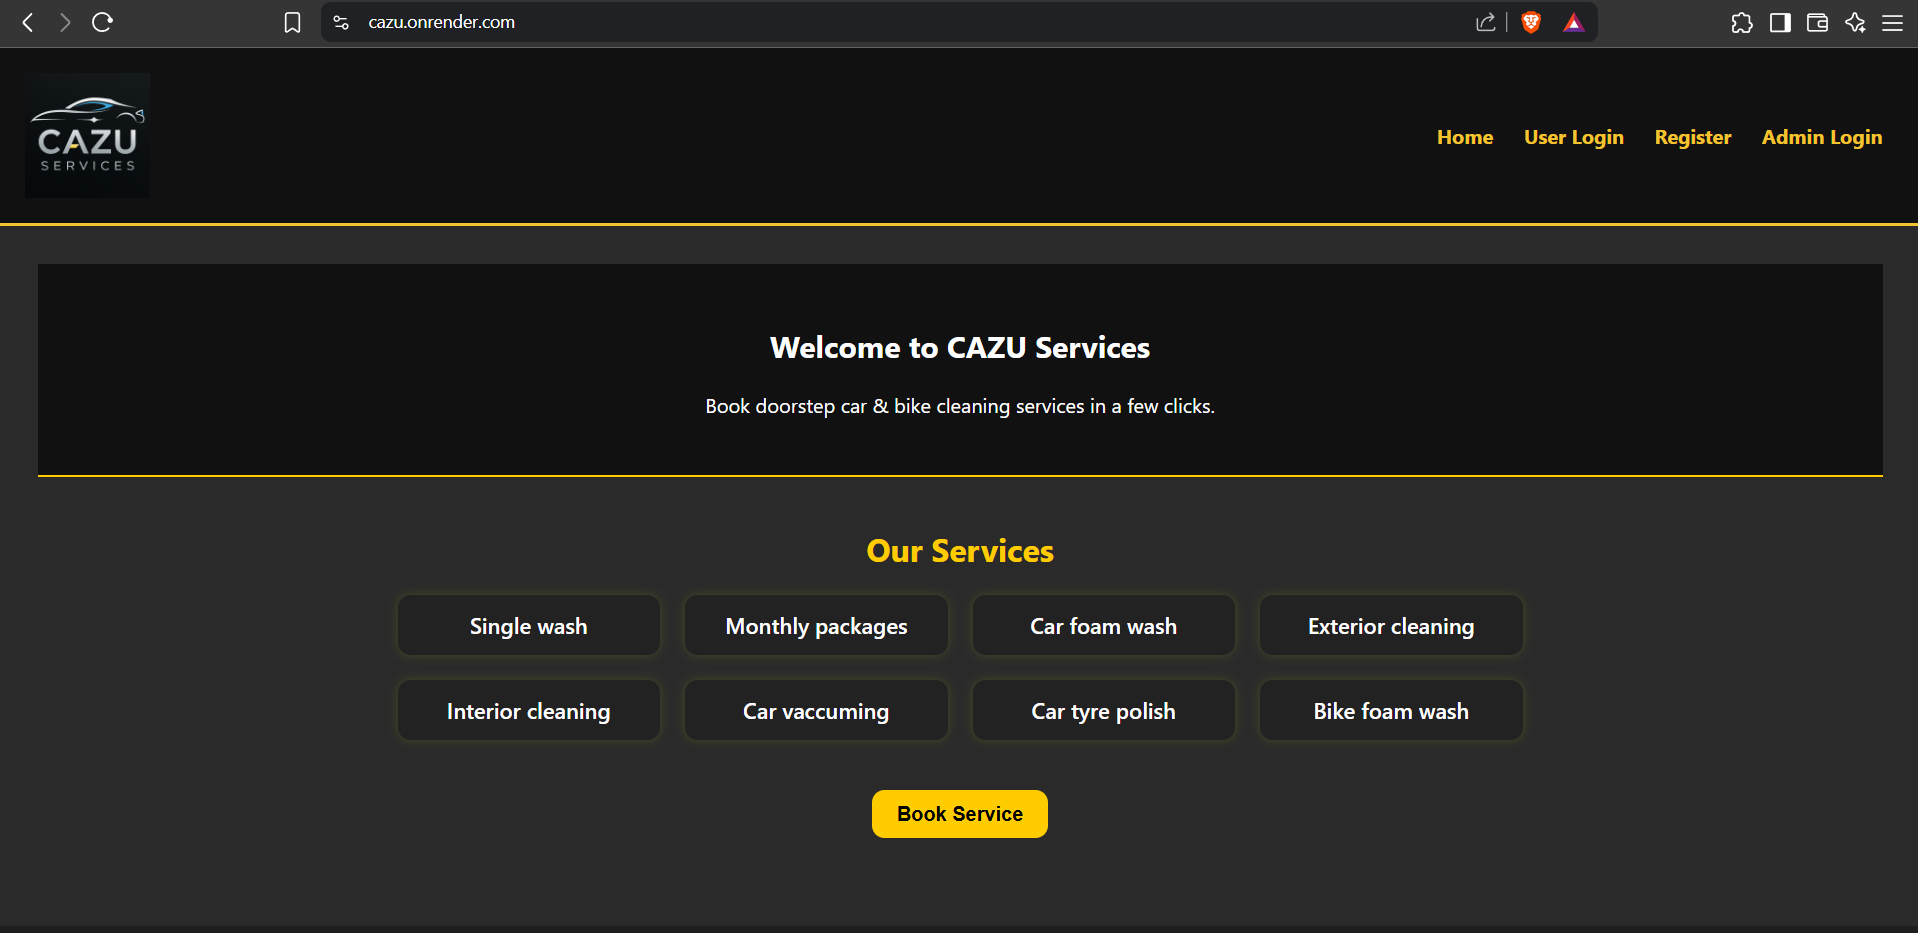 cazu.onrender.com
CAZU
SERVICES
Home User Login Register Admin Login
Welcome to CAZU Services
Book doorstep car & bike cleaning services in a few clicks.
Our Services
Single wash Monthly packages Car foam wash Exterior cleaning
Interior cleaning Car vaccuming Car tyre polish Bike foam wash
Book Service